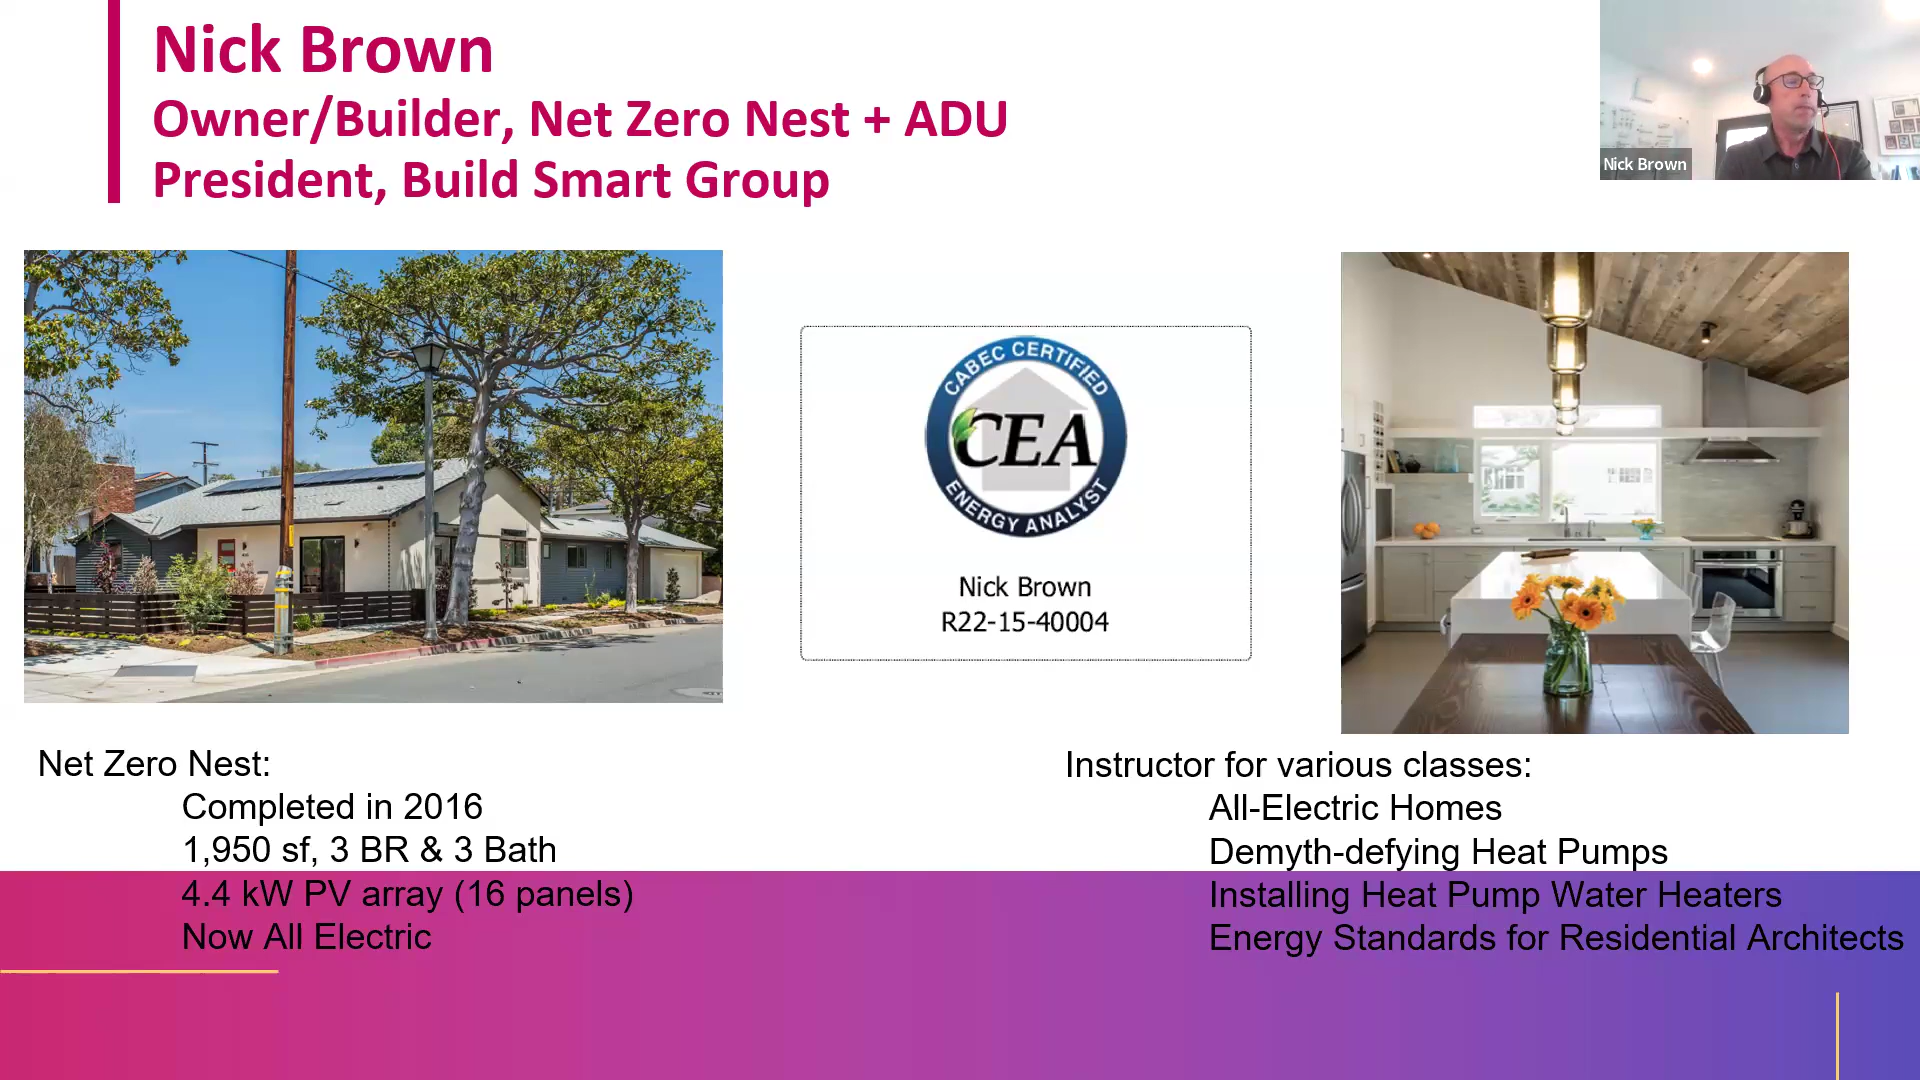 Nick Brown
Owner/Builder, Net Zero Nest + ADU
President, Build Smart Group
Nick Brown
CABEC CERTIFIED
CEA
ENERGY ANALYST
Nick Brown
R22-15-40004
Net Zero Nest:
Completed in 2016
1,950 sf, 3 BR & 3 Bath
4.4 kW PV array (16 panels)
Now All Electric
Instructor for various classes:
All-Electric Homes
Demyth-defying Heat Pumps
Installing Heat Pump Water Heaters
Energy Standards for Residential Architects